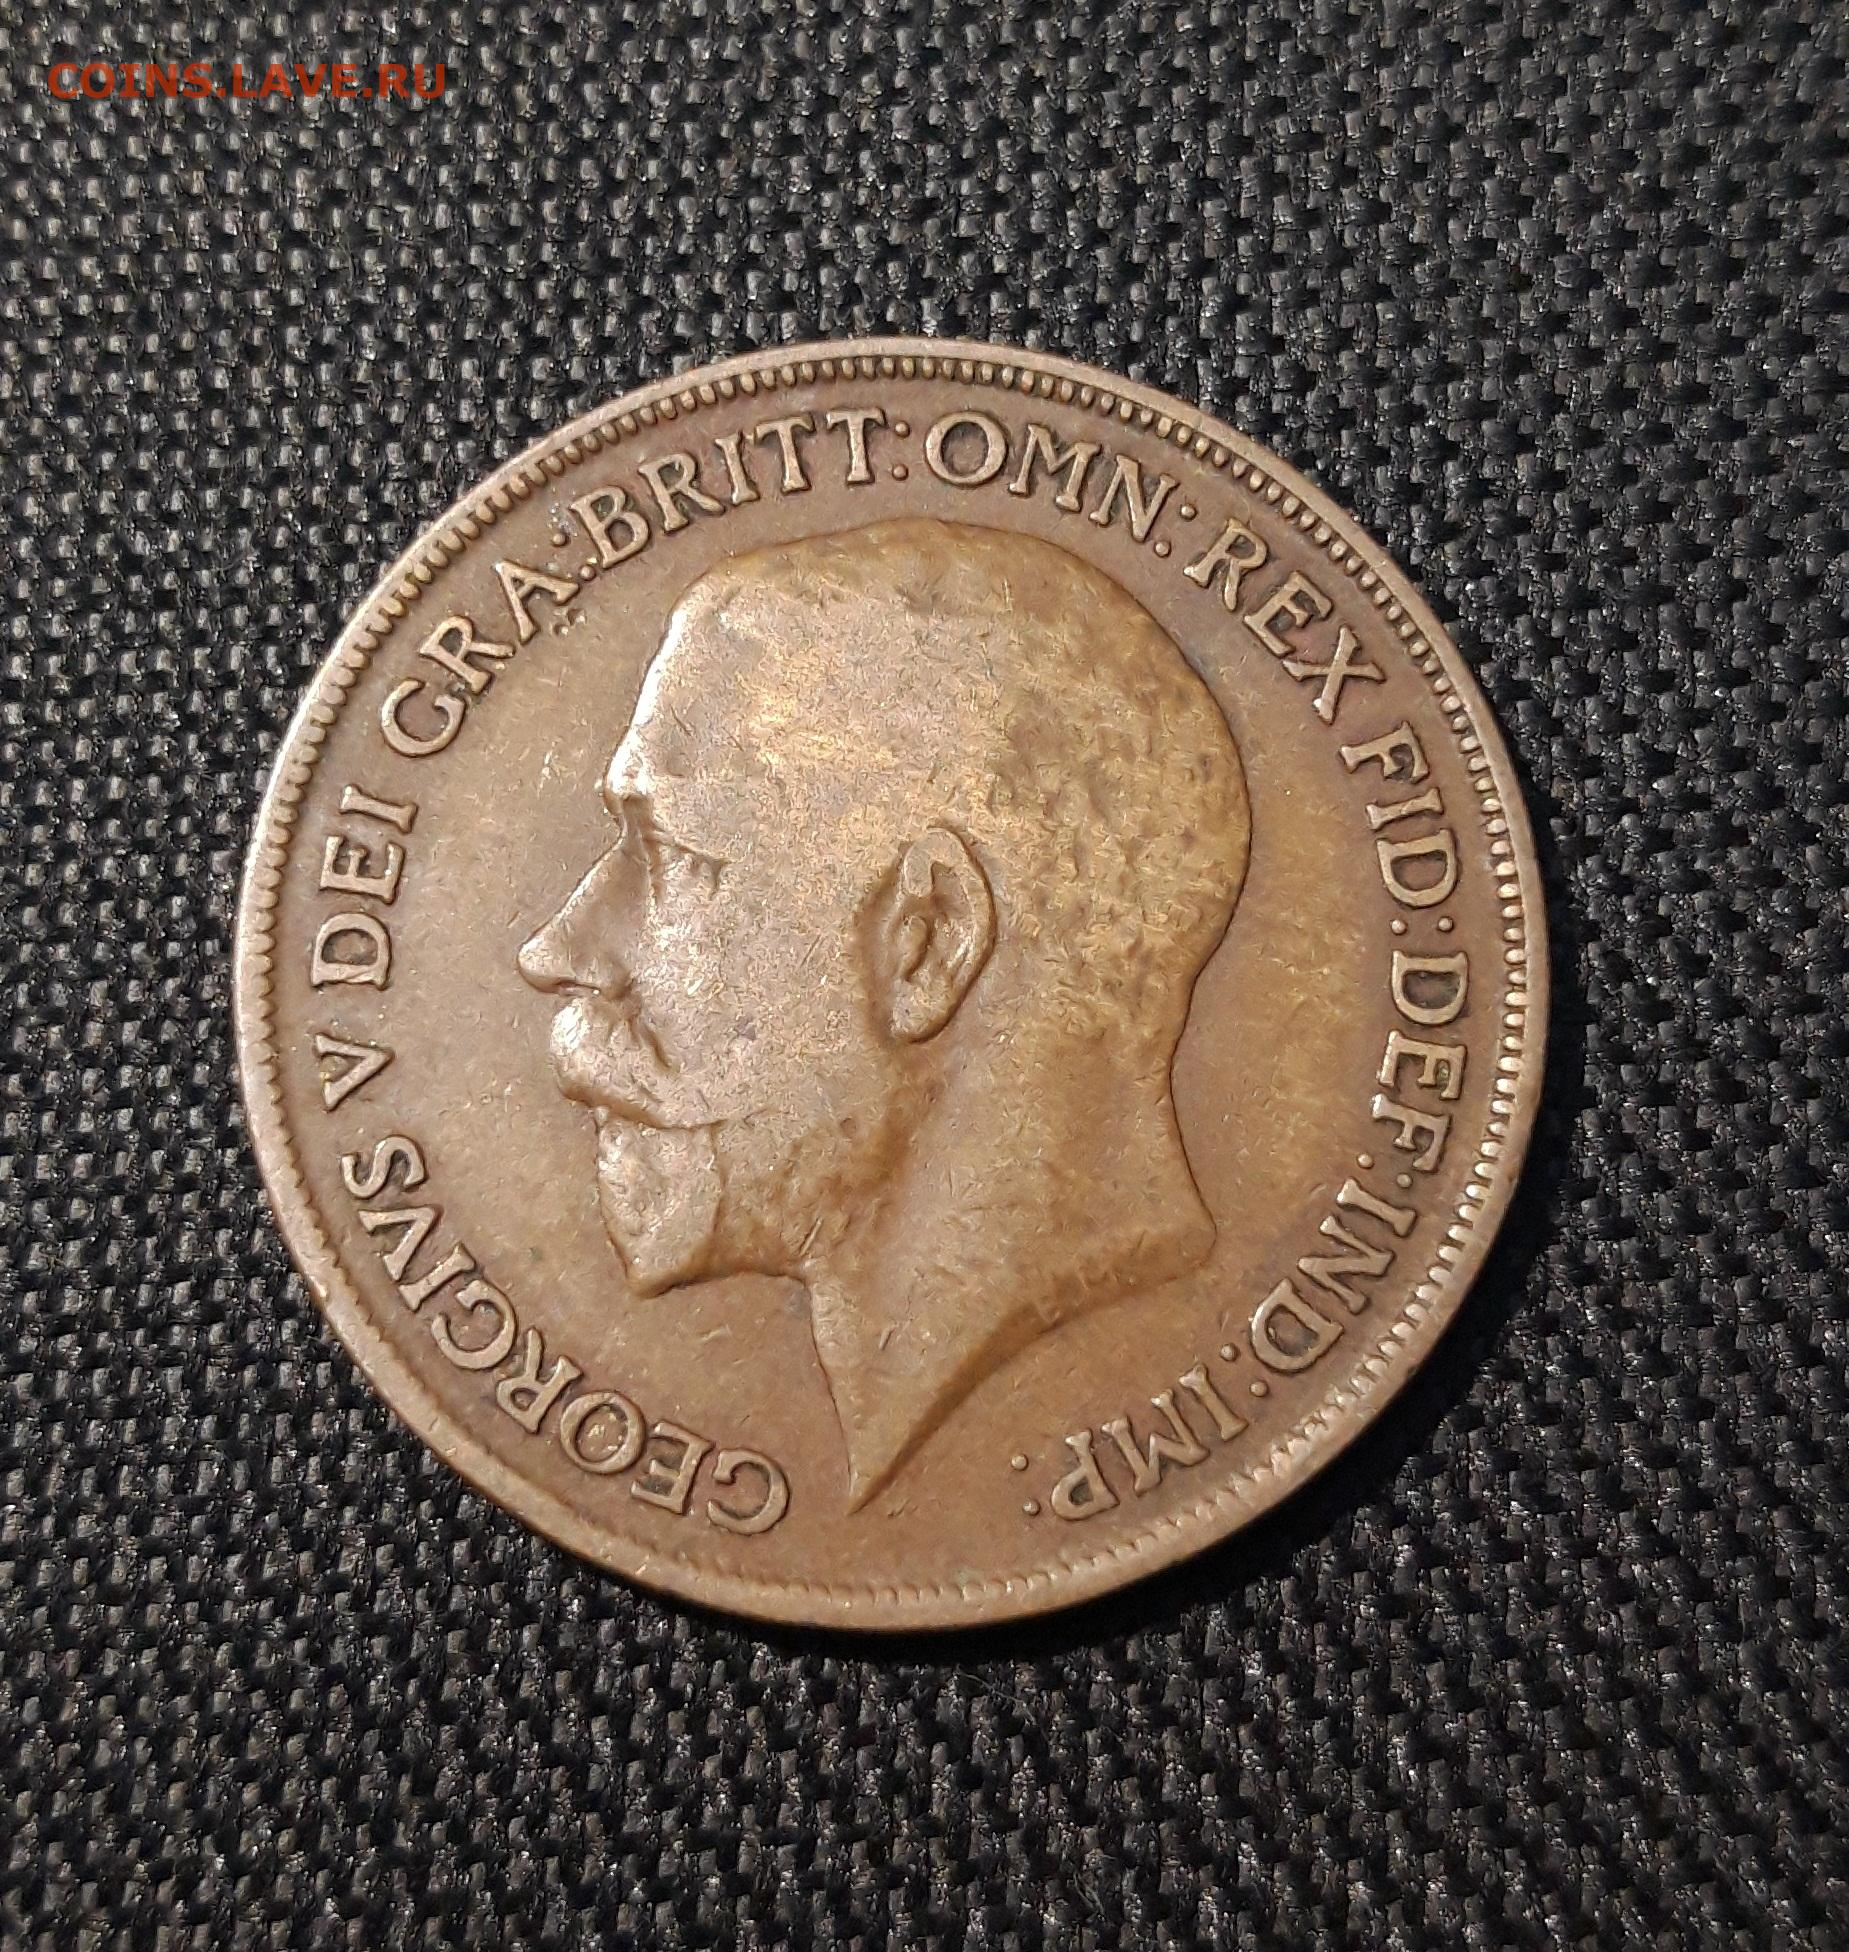 COINS.LAVE.RU
GEORGIVS V DEI GRA:BRITT:OMN:REX FID:DEF:IND:IMP: